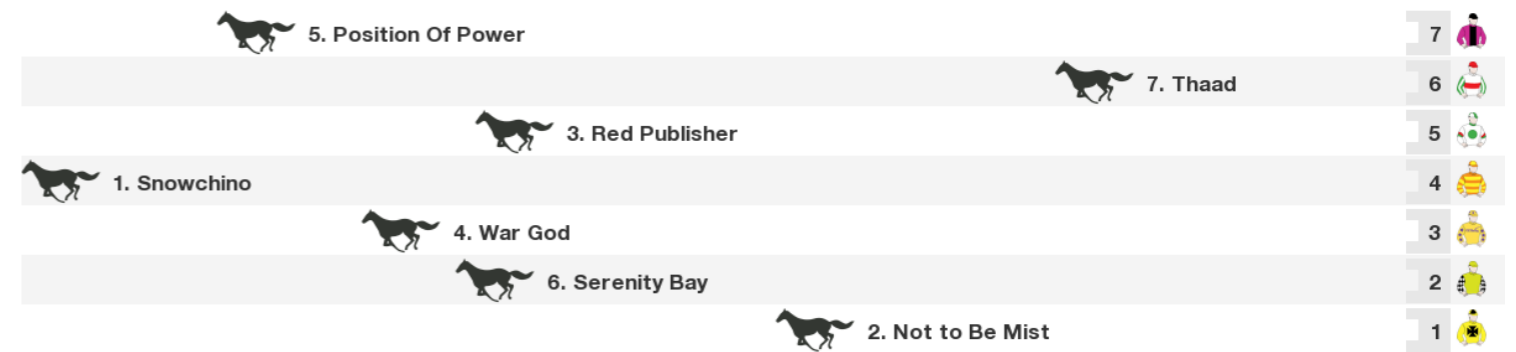 5. Position Of Power 7
7. Thaad 6
3. Red Publisher 5
1. Snowchino 4
4. War God 3
6. Serenity Bay 2
2. Not to Be Mist 1